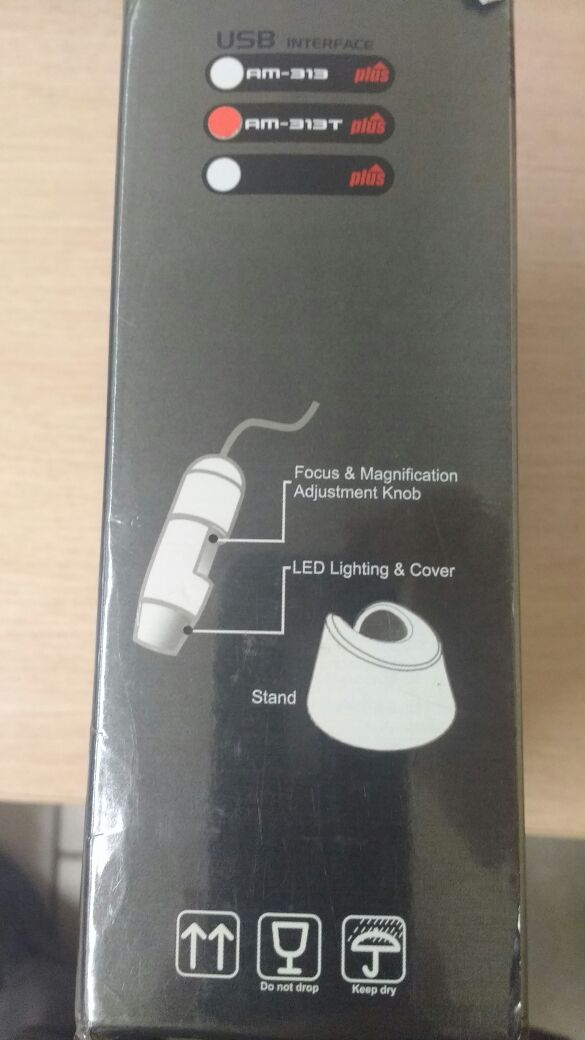 USB INTERFACE
AM-313 plus
AM-313T plus
plus
Focus & Magnification
Adjustment Knob
LED Lighting & Cover
Stand
Do not drop
Keep dry